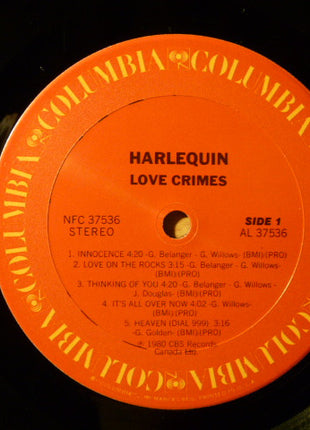 COLUMBIA COLUMBIA COLUMBIA COLUMBIA COLUMBIA COLUMBIA
HARLEQUIN
LOVE CRIMES
NFC 37536 SIDE 1
STEREO AL 37536
1. INNOCENCE 4:20 -G. Belanger - G. Willows- (BMI)(PRO)
2. LOVE ON THE ROCKS 3:15 -G. Belanger - G. Willows-
(BMI)(PRO)
3. THINKING OF YOU 4:20 -G. Belanger - G. Willows -
J. Douglas- (BMI)(PRO)
4. IT'S ALL OVER NOW 4:02 -G. Willows-
(BMI)(PRO)
5. HEAVEN (DIAL 999) 3:16
-G. Golden- (BMI)(PRO)
℗ 1980 CBS Records
Canada Ltd.